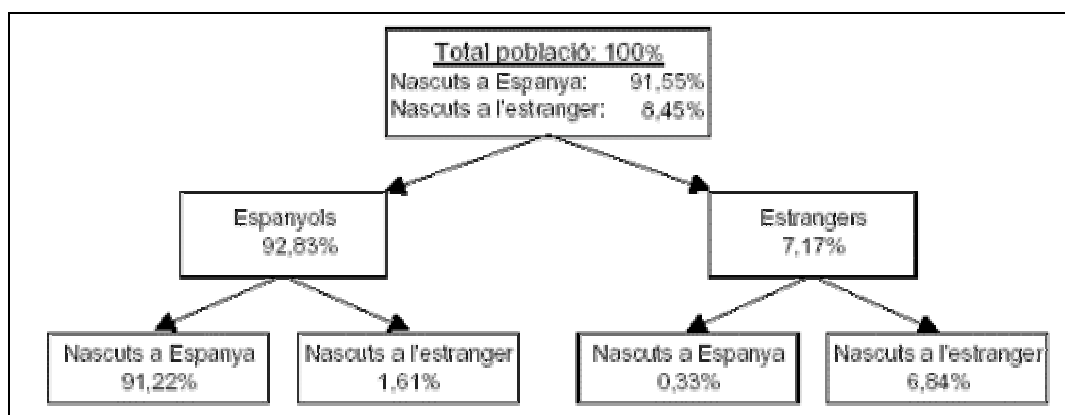 Total població: 100%
Nascuts a Espanya: 91,55%
Nascuts a l'estranger: 8,45%
Espanyols
92,83%
Estrangers
7,17%
Nascuts a Espanya
91,22%
Nascuts a l'estranger
1,61%
Nascuts a Espanya
0,33%
Nascuts a l'estranger
6,84%